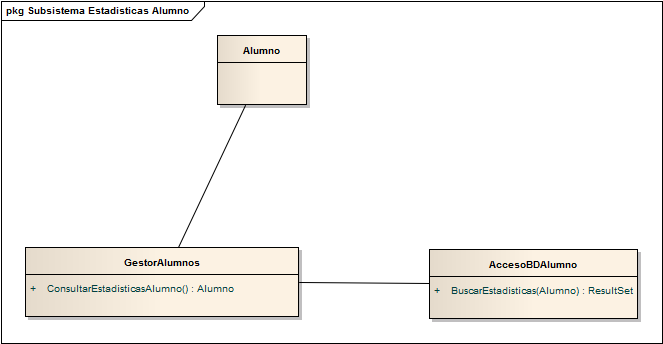 pkg Subsistema Estadisticas Alumno
Alumno
GestorAlumnos
+ ConsultarEstadisticasAlumno() : Alumno
AccesoBDAlumno
+ BuscarEstadisticas(Alumno) : ResultSet